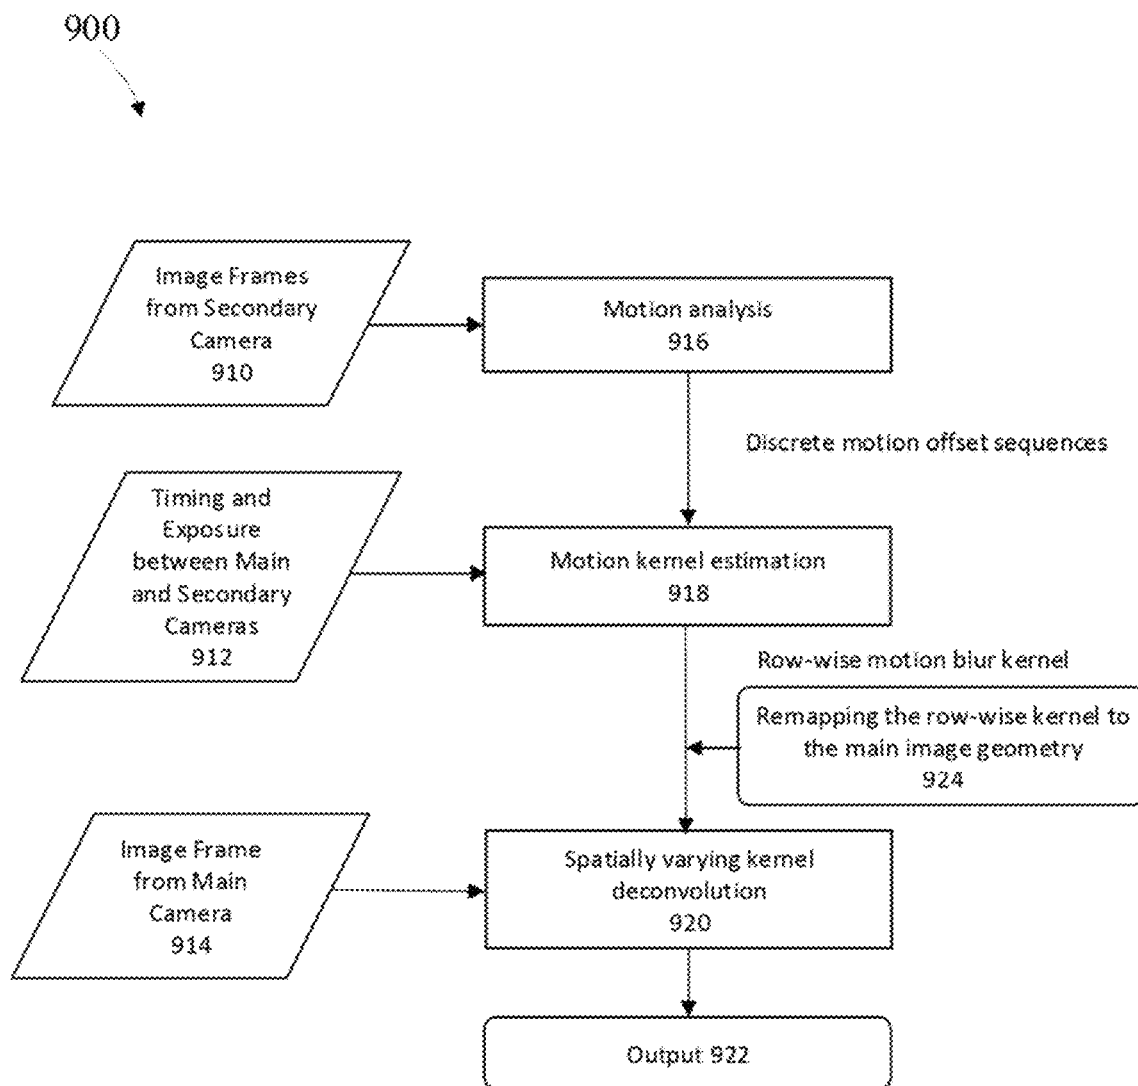 900
Image Frames
from Secondary
Camera
910
Motion analysis
916
Discrete motion offset sequences
Timing and
Exposure
between Main
and Secondary
Cameras
912
Motion kernel estimation
918
Row-wise motion blur kernel
Remapping the row-wise kernel to
the main image geometry
924
Image Frame
from Main
Camera
914
Spatially varying kernel
deconvolution
920
Output 922